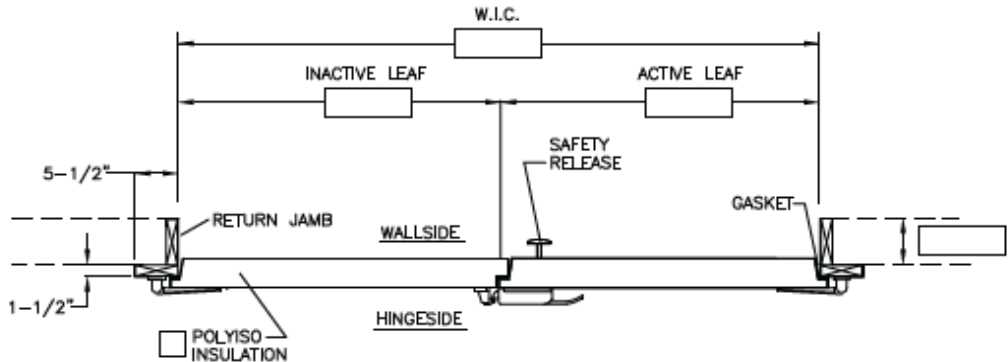 W.I.C.
INACTIVE LEAF
ACTIVE LEAF
SAFETY
RELEASE
5-1/2"
GASKET
RETURN JAMB
WALLSIDE
1-1/2"
HINGESIDE
POLYISO
INSULATION